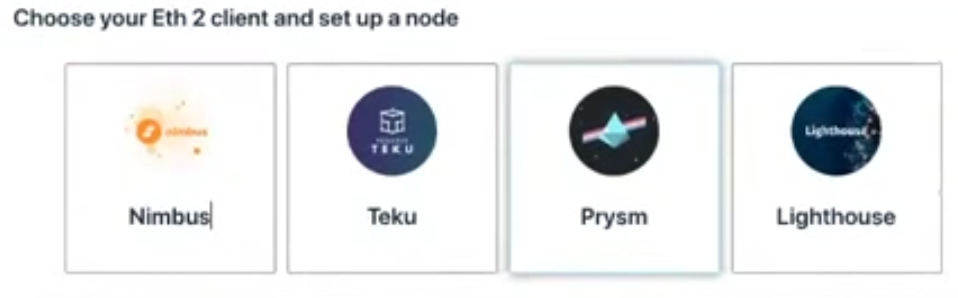 Choose your Eth 2 client and set up a node
nimbus
TEKU
Lighthouse
Nimbus
Teku
Prysm
Lighthouse